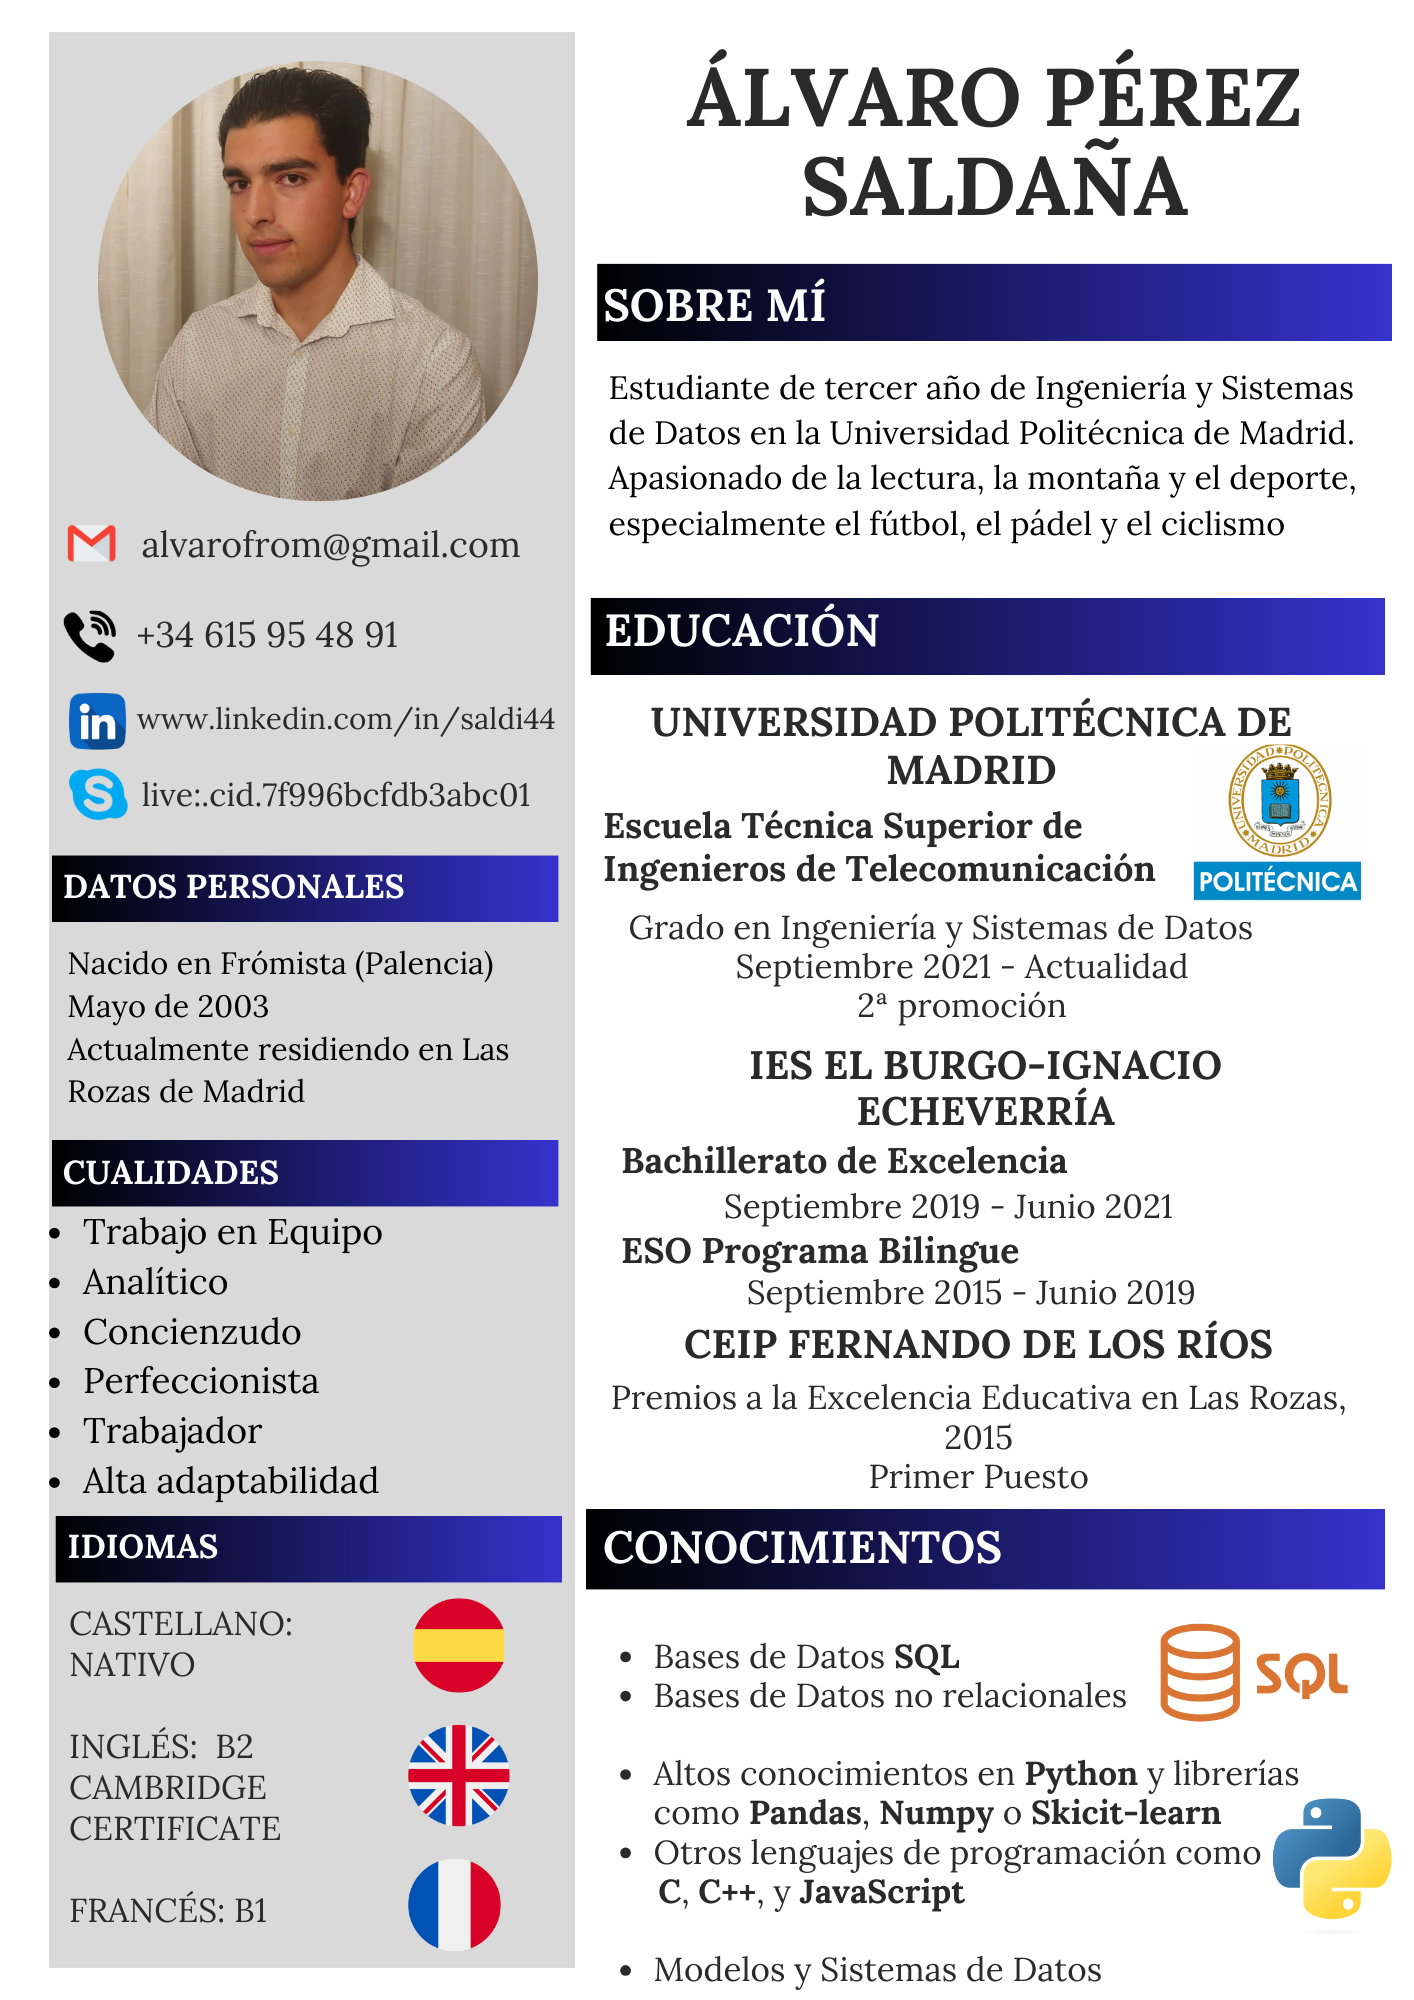 ÁLVARO PÉREZ
SALDAÑA
alvarofrom@gmail.com
+34 615 95 48 91
www.linkedin.com/in/saldi44
live:.cid.7f996bcfdb3abc01
DATOS PERSONALES
Nacido en Frómista (Palencia)
Mayo de 2003
Actualmente residiendo en Las
Rozas de Madrid
CUALIDADES
• Trabajo en Equipo
• Analítico
• Concienzudo
• Perfeccionista
• Trabajador
• Alta adaptabilidad
IDIOMAS
CASTELLANO:
NATIVO
INGLÉS: B2
CAMBRIDGE
CERTIFICATE
FRANCÉS: B1
SOBRE MÍ
Estudiante de tercer año de Ingeniería y Sistemas
de Datos en la Universidad Politécnica de Madrid.
Apasionado de la lectura, la montaña y el deporte,
especialmente el fútbol, el pádel y el ciclismo
EDUCACIÓN
UNIVERSIDAD POLITÉCNICA DE
MADRID
Escuela Técnica Superior de
Ingenieros de Telecomunicación
UNIVERSIDAD POLITECNICA
MADRID
POLITÉCNICA
Grado en Ingeniería y Sistemas de Datos
Septiembre 2021 - Actualidad
2ª promoción
IES EL BURGO-IGNACIO
ECHEVERRÍA
Bachillerato de Excelencia
Septiembre 2019 - Junio 2021
ESO Programa Bilingue
Septiembre 2015 - Junio 2019
CEIP FERNANDO DE LOS RÍOS
Premios a la Excelencia Educativa en Las Rozas,
2015
Primer Puesto
CONOCIMIENTOS
• Bases de Datos SQL
• Bases de Datos no relacionales
SQL
• Altos conocimientos en Python y librerías
como Pandas, Numpy o Skicit-learn
• Otros lenguajes de programación como
C, C++, y JavaScript
• Modelos y Sistemas de Datos